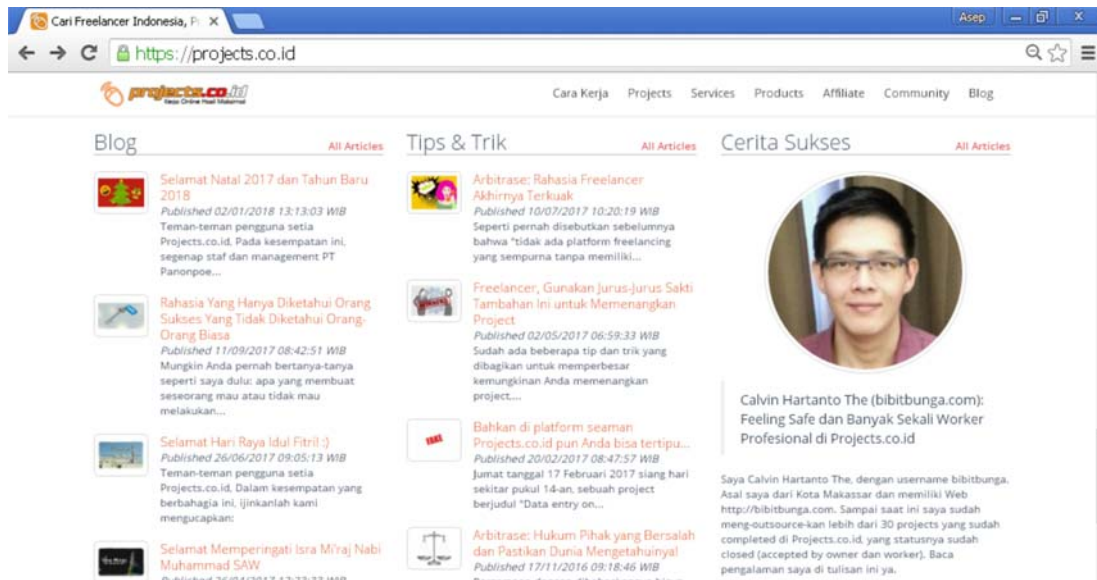 Cari Freelancer Indonesia, P
Asep
https://projects.co.id
projects.co.id
Kerja Online Hasil Maksimal
Cara Kerja Projects Services Products Affiliate Community Blog
Blog
All Articles
Selamat Natal 2017 dan Tahun Baru
2018
Published 02/01/2018 13:13:03 WIB
Teman-teman pengguna setia
Projects.co.id, Pada kesempatan ini,
segenap staf dan management PT
Panonpoe...
Rahasia Yang Hanya Diketahui Orang
Sukses Yang Tidak Diketahui Orang-
Orang Biasa
Published 11/09/2017 08:42:51 WIB
Mungkin Anda pernah bertanya-tanya
seperti saya dulu: apa yang membuat
seseorang mau atau tidak mau
melakukan...
Selamat Hari Raya Idul Fitri! :)
Published 26/06/2017 09:05:13 WIB
Teman-teman pengguna setia
Projects.co.id, Dalam kesempatan yang
berbahagia ini, ijinkanlah kami
mengucapkan:
Selamat Memperingati Isra Mi'raj Nabi
Muhammad SAW
Tips & Trik
All Articles
Arbitrase: Rahasia Freelancer
Akhirnya Terkuak
Published 10/07/2017 10:20:19 WIB
Seperti pernah disebutkan sebelumnya
bahwa "tidak ada platform freelancing
yang sempurna tanpa memiliki...
Freelancer, Gunakan Jurus-Jurus Sakti
Tambahan Ini untuk Memenangkan
Project
Published 02/05/2017 06:59:33 WIB
Sudah ada beberapa tip dan trik yang
dibagikan untuk memperbesar
kemungkinan Anda memenangkan
project....
FAKE
Bahkan di platform seaman
Projects.co.id pun Anda bisa tertipu...
Published 20/02/2017 08:47:57 WIB
Jumat tanggal 17 Februari 2017 siang hari
sekitar pukul 14-an, sebuah project
berjudul "Data entry on...
Arbitrase: Hukum Pihak yang Bersalah
dan Pastikan Dunia Mengetahuinya!
Published 17/11/2016 09:18:46 WIB
Cerita Sukses
All Articles
Calvin Hartanto The (bibitbunga.com):
Feeling Safe dan Banyak Sekali Worker
Profesional di Projects.co.id
Saya Calvin Hartanto The, dengan username bibitbunga.
Asal saya dari Kota Makassar dan memiliki Web
http://bibitbunga.com. Sampai saat ini saya sudah
meng-outsource-kan lebih dari 30 projects yang sudah
completed di Projects.co.id, yang statusnya sudah
closed (accepted by owner dan worker). Baca
pengalaman saya di tulisan ini ya.